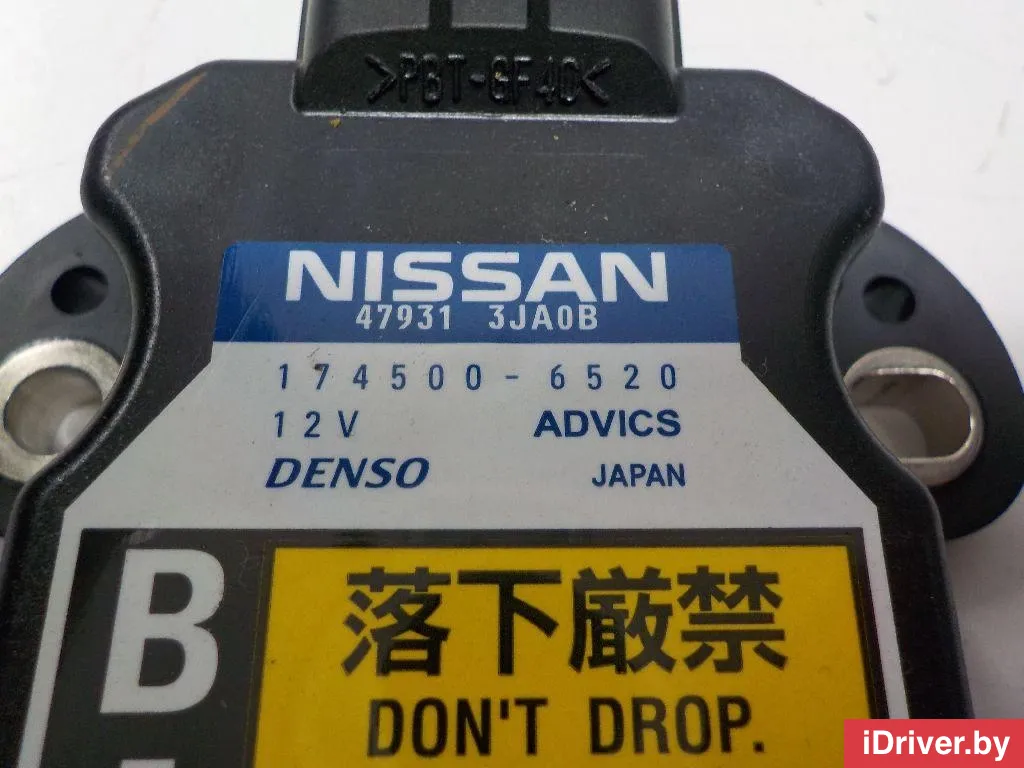 >PBT-GF40<
NISSAN
47931 3JA0B
174500-6520
12V ADVICS
DENSO JAPAN
B
落下厳禁
DON'T DROP.
iDriver.by